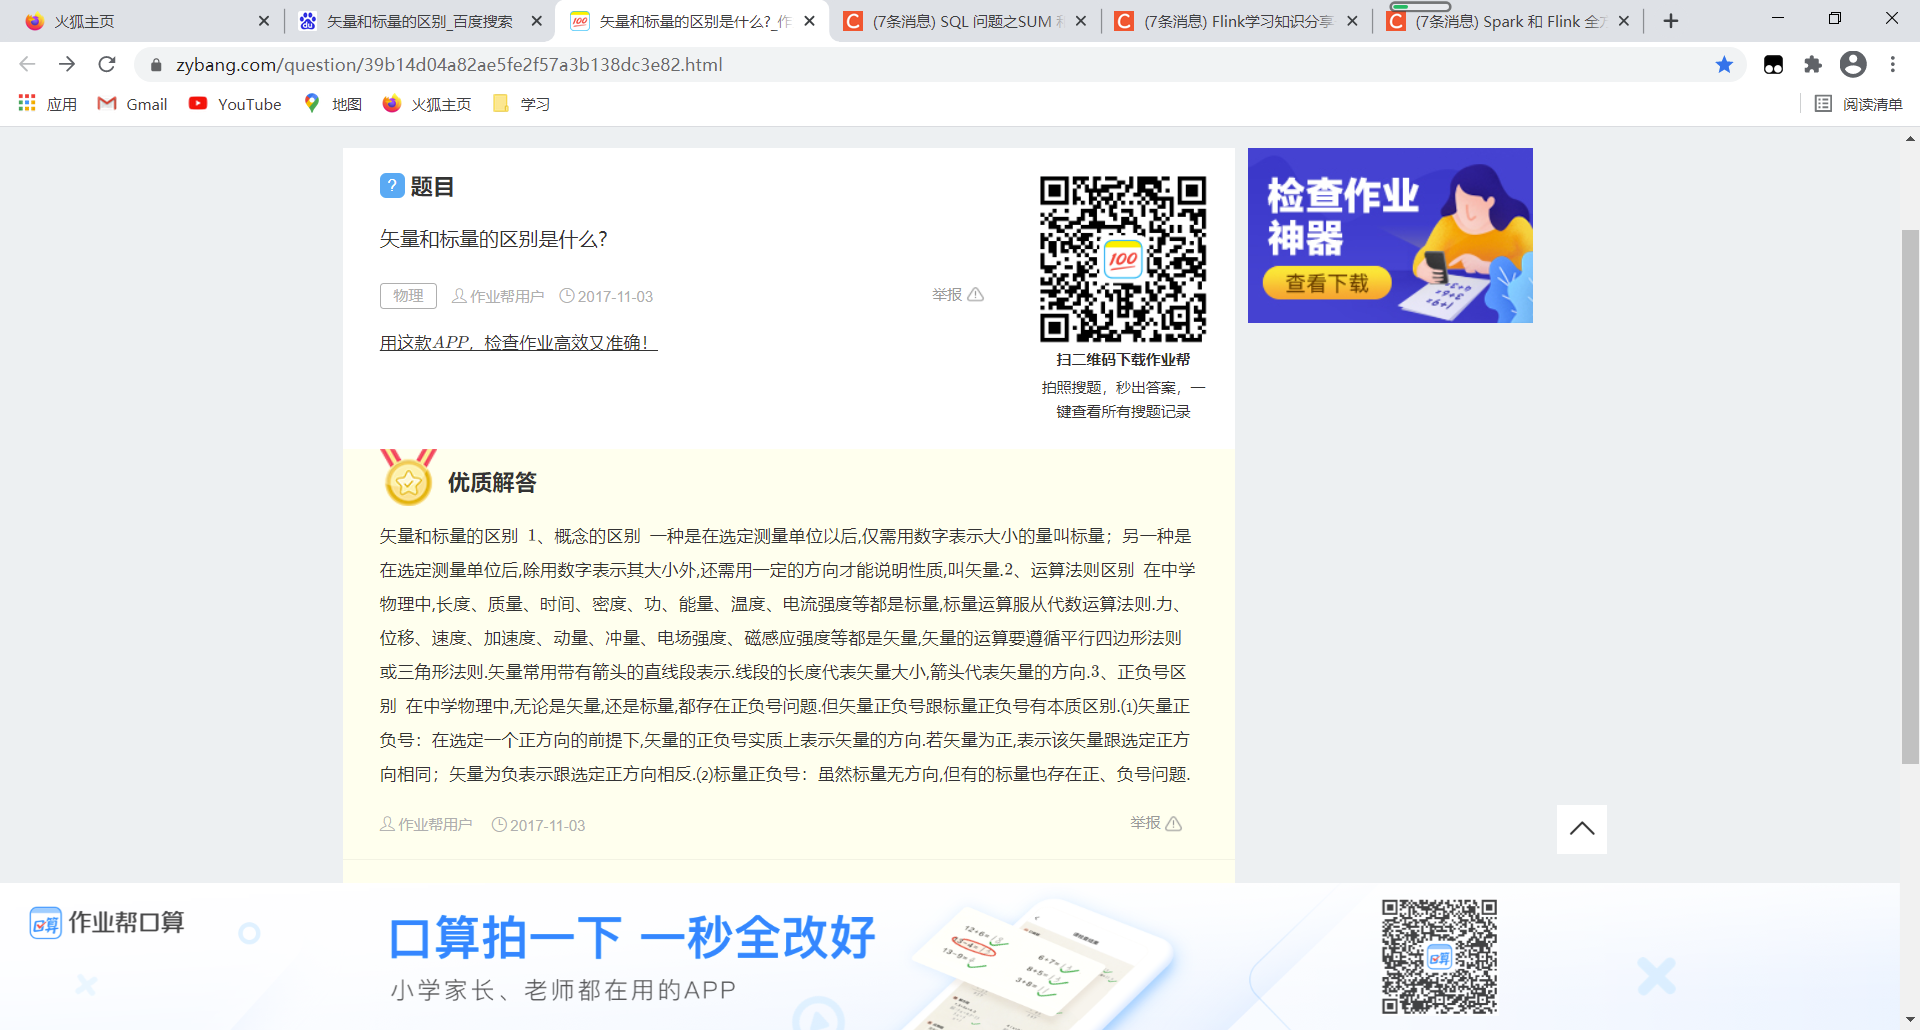 火狐主页
矢量和标量的区别_百度搜索
矢量和标量的区别是什么?_作
(7条消息) SQL 问题之SUM
(7条消息) Flink学习知识分享
(7条消息) Spark 和 Flink 全
zybang.com/question/39b14d04a82ae5fe2f57a3b138dc3e82.html
应用
Gmail
YouTube
地图
火狐主页
学习
阅读清单
? 题目
矢量和标量的区别是什么?
物理
作业帮用户
2017-11-03
举报
用这款APP，检查作业高效又准确！
100
扫二维码下载作业帮
拍照搜题，秒出答案，一
键查看所有搜题记录
检查作业
神器
查看下载
优质解答
矢量和标量的区别 1、概念的区别 一种是在选定测量单位以后,仅需用数字表示大小的量叫标量；另一种是
在选定测量单位后,除用数字表示其大小外,还需用一定的方向才能说明性质,叫矢量.2、运算法则区别 在中学
物理中,长度、质量、时间、密度、功、能量、温度、电流强度等都是标量,标量运算服从代数运算法则.力、
位移、速度、加速度、动量、冲量、电场强度、磁感应强度等都是矢量,矢量的运算要遵循平行四边形法则
或三角形法则.矢量常用带有箭头的直线段表示.线段的长度代表矢量大小,箭头代表矢量的方向.3、正负号区
别 在中学物理中,无论是矢量,还是标量,都存在正负号问题.但矢量正负号跟标量正负号有本质区别.⑴矢量正
负号：在选定一个正方向的前提下,矢量的正负号实质上表示矢量的方向.若矢量为正,表示该矢量跟选定正方
向相同；矢量为负表示跟选定正方向相反.⑵标量正负号：虽然标量无方向,但有的标量也存在正、负号问题.
作业帮用户
2017-11-03
举报
口算 作业帮口算
口算拍一下 一秒全改好
小学家长、老师都在用的APP
口算